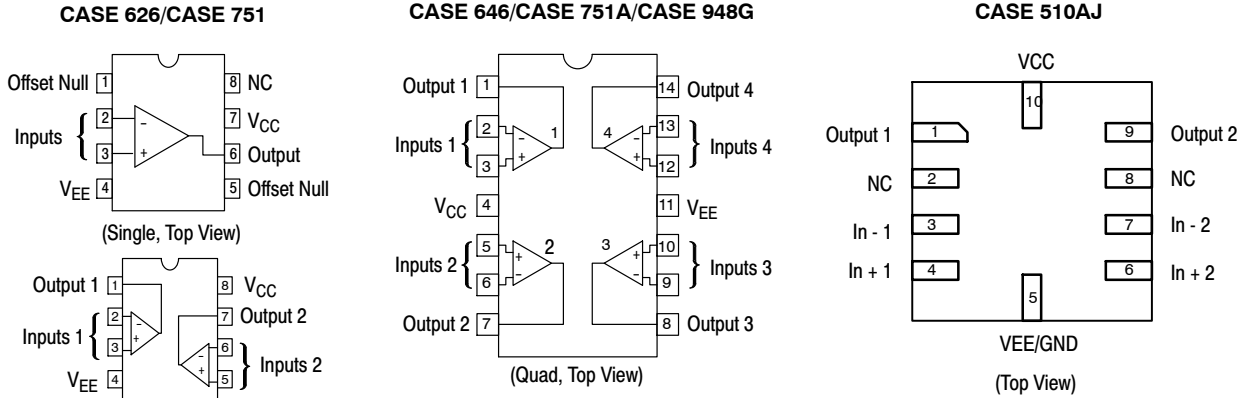 CASE 626/CASE 751
Offset Null 1
8 NC
2
7 VCC
Inputs
-
+
3
6 Output
VEE 4
5 Offset Null
(Single, Top View)
Output 1 1
8 VCC
2
7 Output 2
Inputs 1
-
+
3
6
-
+
Inputs 2
VEE 4
5
CASE 646/CASE 751A/CASE 948G
Output 1 1
14 Output 4
2
1
4
13
Inputs 1
-
+
-
+
Inputs 4
3
12
VCC 4
11 VEE
5
2
3
10
Inputs 2
+
-
+
-
Inputs 3
6
9
Output 2 7
8 Output 3
(Quad, Top View)
CASE 510AJ
VCC
10
Output 1 1
9 Output 2
NC 2
8 NC
In - 1 3
7 In - 2
In + 1 4
6 In + 2
5
VEE/GND
(Top View)